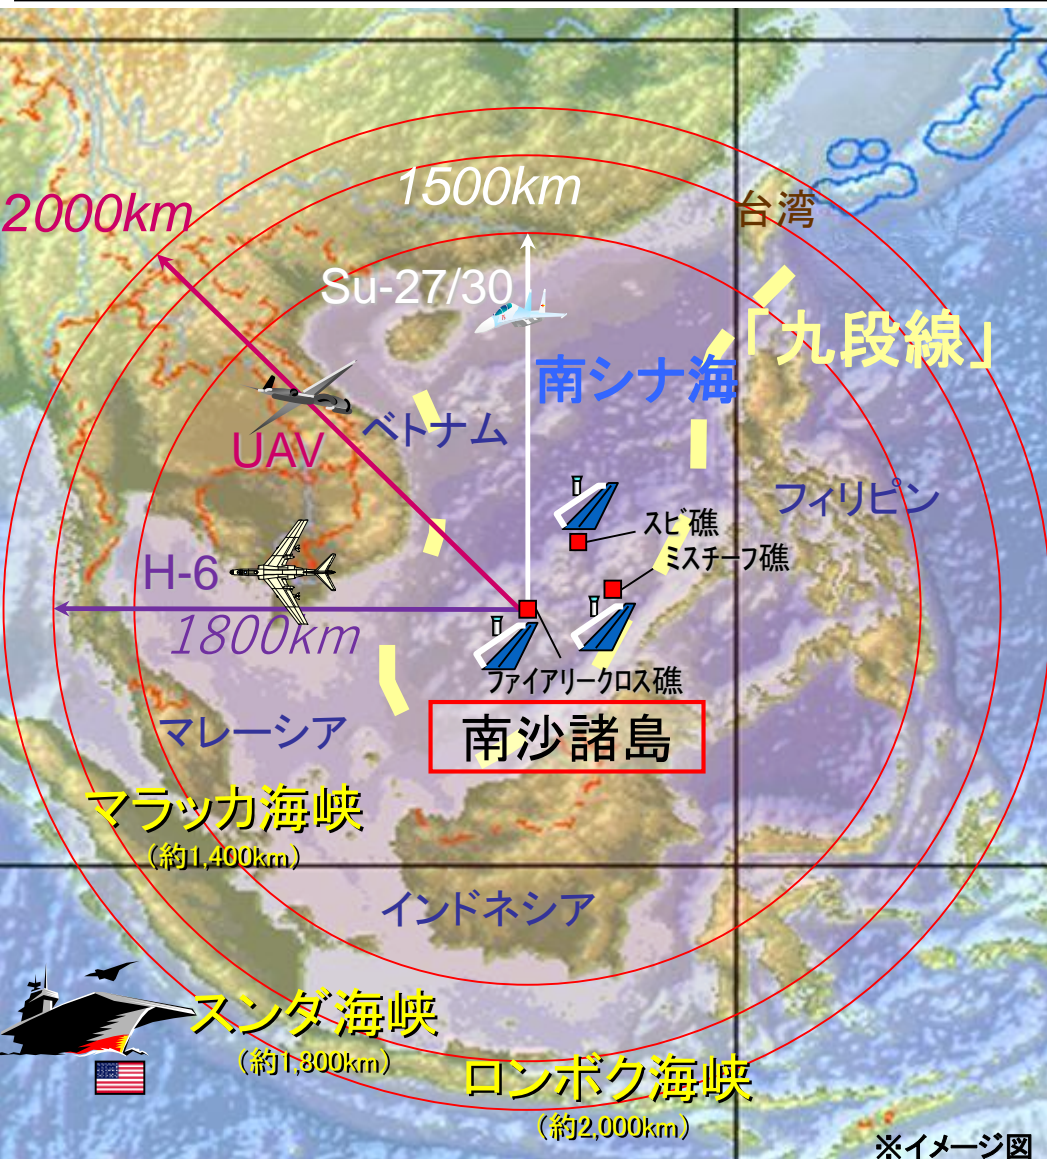 1500km
2000km
台湾
Su-27/30
「九段線」
南シナ海
ベトナム
UAV
フィリピン
スビ礁
ミスチーフ礁
H-6
1800km
ファイアリークロス礁
南沙諸島
マレーシア
マラッカ海峡
（約1,400km）
インドネシア
スンダ海峡
（約1,800km）
ロンボク海峡
（約2,000km）
※イメージ図